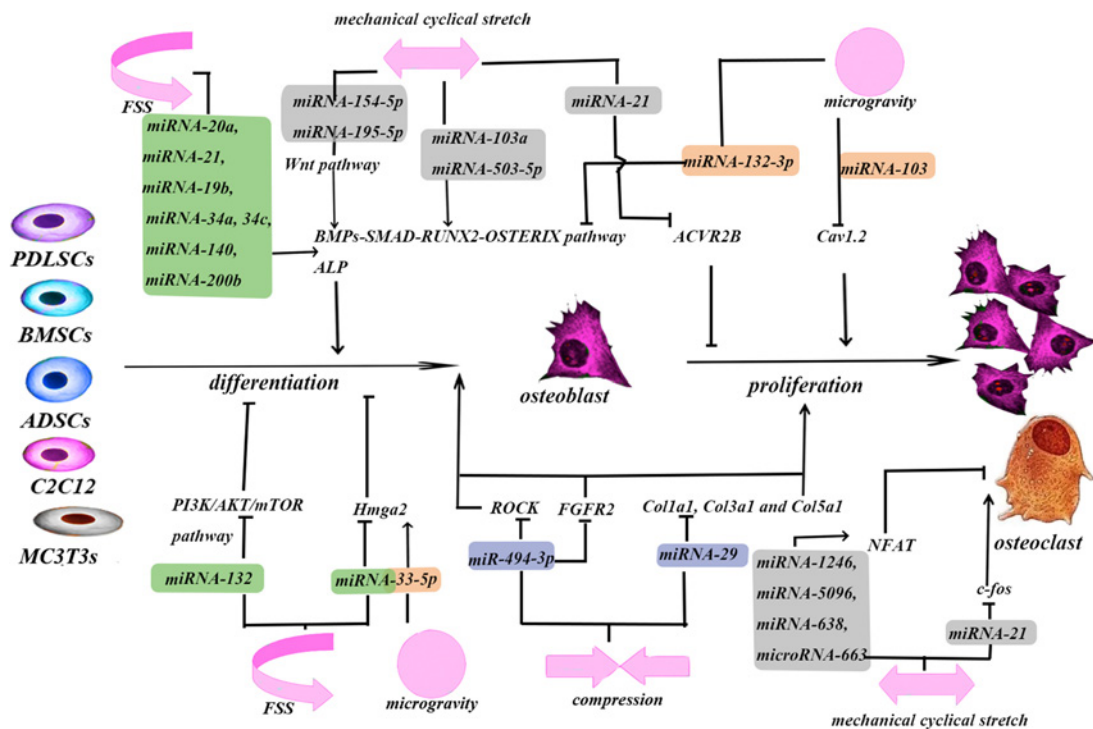 mechanical cyclical stretch
FSS
microgravity
miRNA-154-5p
miRNA-195-5p
Wnt pathway
miRNA-103a
miRNA-503-5p
miRNA-21
miRNA-132-3p
miRNA-103
miRNA-20a,
miRNA-21,
miRNA-19b,
miRNA-34a, 34c,
miRNA-140,
miRNA-200b
BMPs-SMAD-RUNX2-OSTERIX pathway
ALP
ACVR2B
Cav1.2
PDLSCs
BMSCs
ADSCs
C2C12
MC3T3s
differentiation
osteoblast
proliferation
osteoclast
PI3K/AKT/mTOR
pathway
Hmga2
ROCK
FGFR2
Col1a1, Col3a1 and Col5a1
NFAT
c-fos
miRNA-132
miRNA-33-5p
miR-494-3p
miRNA-29
miRNA-1246,
miRNA-5096,
miRNA-638,
microRNA-663
miRNA-21
FSS
microgravity
compression
mechanical cyclical stretch